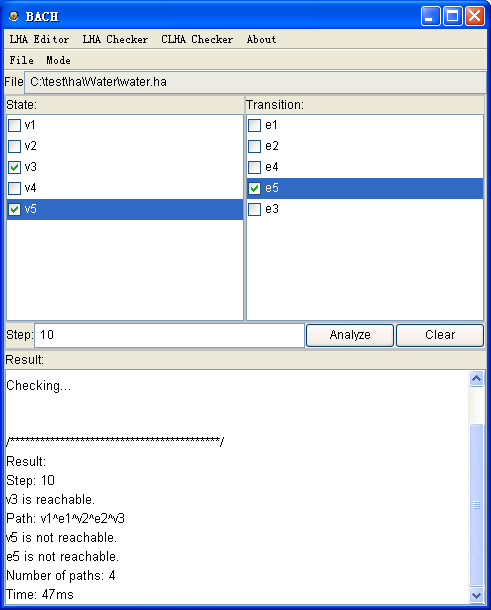 BACH
LHA Editor LHA Checker CLHA Checker About
File Mode
File C:\test\ha\Water\water.ha
State: Transition:
v1 e1
v2 e2
v3 e4
v4 e5
v5 e3
Step: 10 Analyze Clear
Result:
Checking...
/******************************************/
Result:
Step: 10
v3 is reachable.
Path: v1^e1^v2^e2^v3
v5 is not reachable.
e5 is not reachable.
Number of paths: 4
Time: 47ms